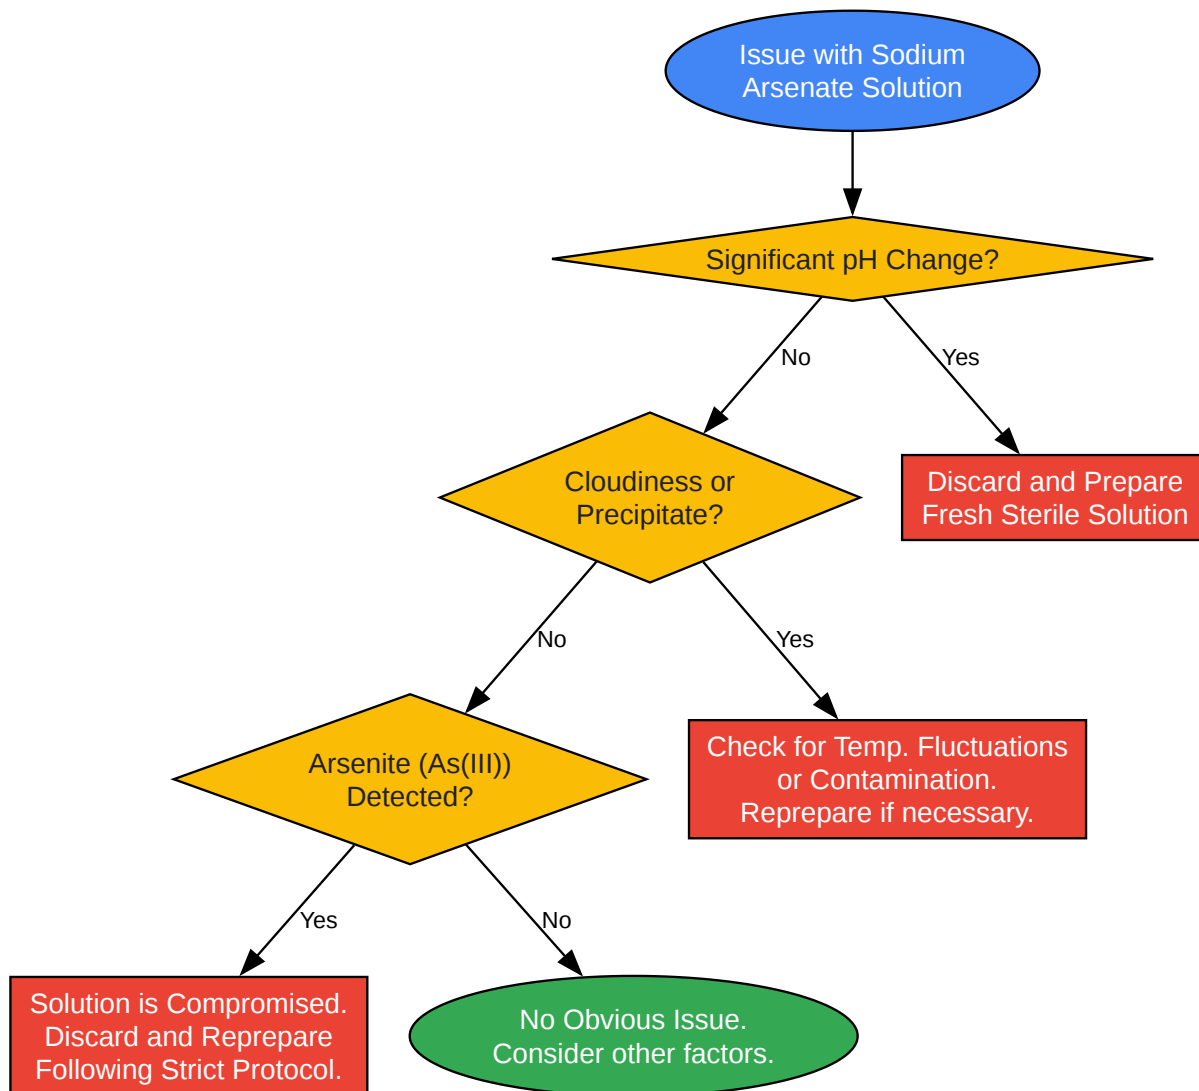 Issue with Sodium
Arsenate Solution
Significant pH Change?
No
Yes
Cloudiness or
Precipitate?
Discard and Prepare
Fresh Sterile Solution
No
Yes
Arsenite (As(III))
Detected?
Check for Temp. Fluctuations
or Contamination.
Reprepare if necessary.
Yes
No
Solution is Compromised.
Discard and Reprepare
Following Strict Protocol.
No Obvious Issue.
Consider other factors.